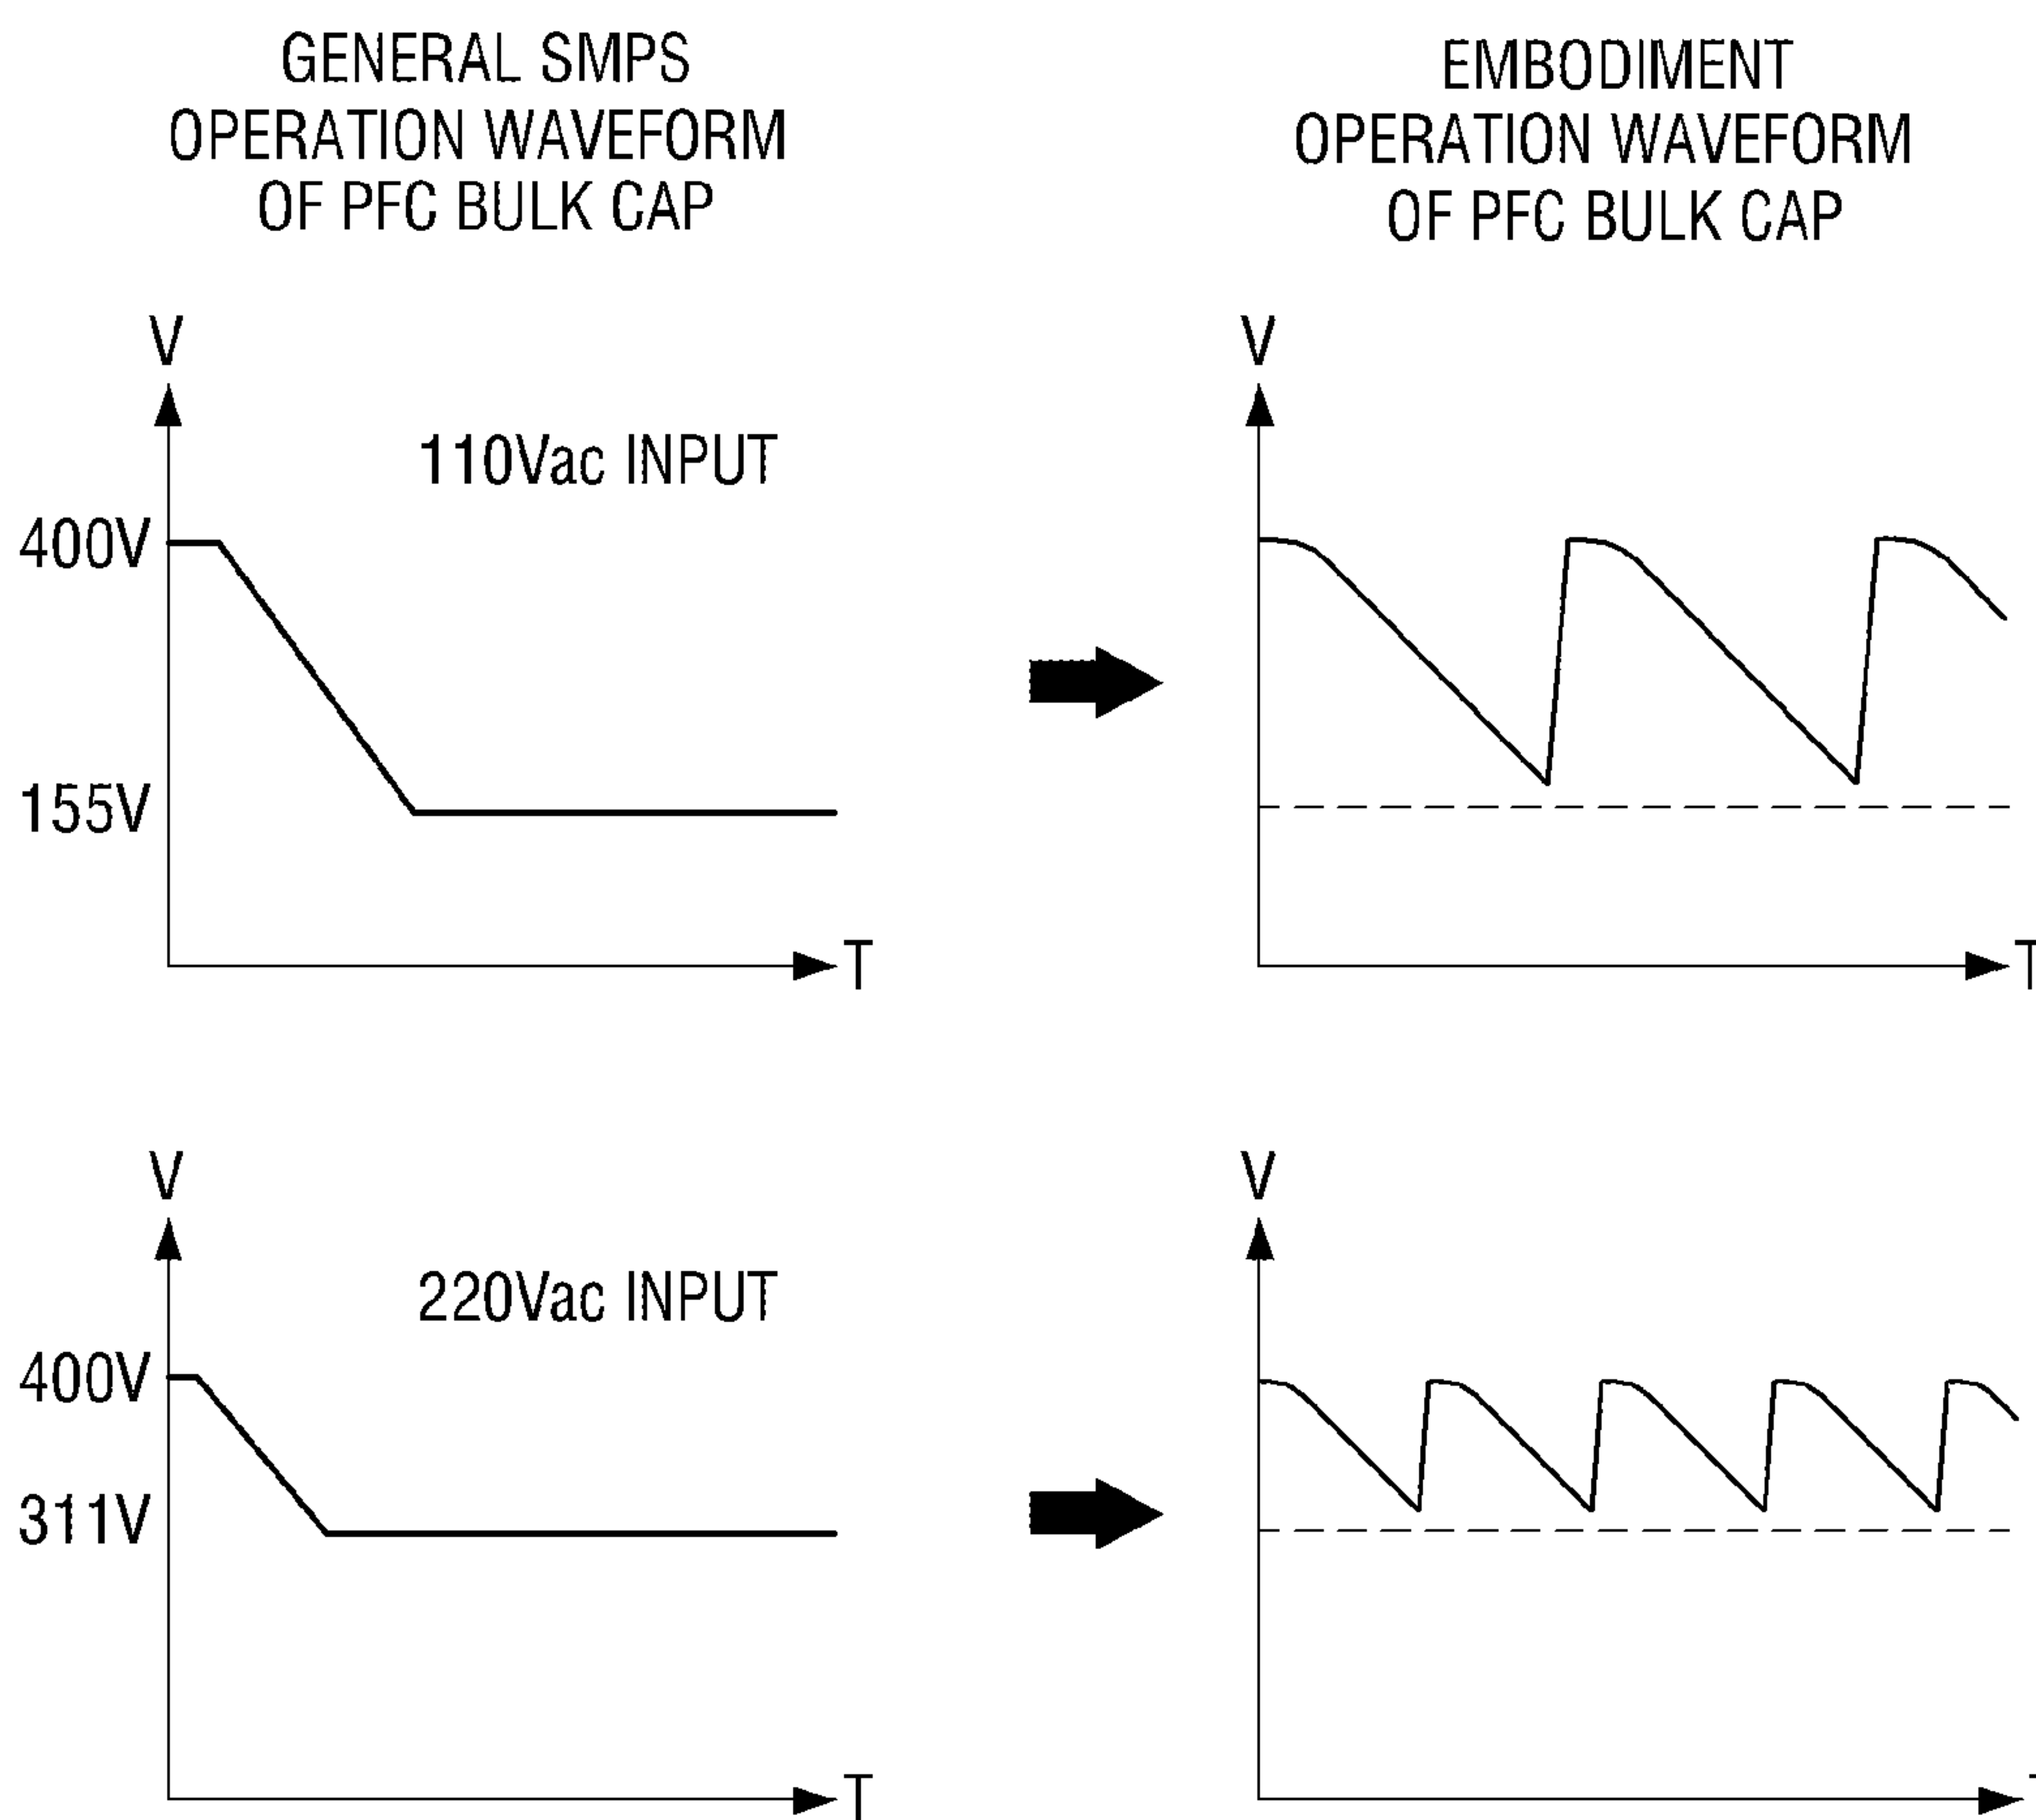 GENERAL SMPS
OPERATION WAVEFORM
OF PFC BULK CAP
EMBODIMENT
OPERATION WAVEFORM
OF PFC BULK CAP
V
110Vac INPUT
400V
155V
T
V
T
V
220Vac INPUT
400V
311V
T
V
T